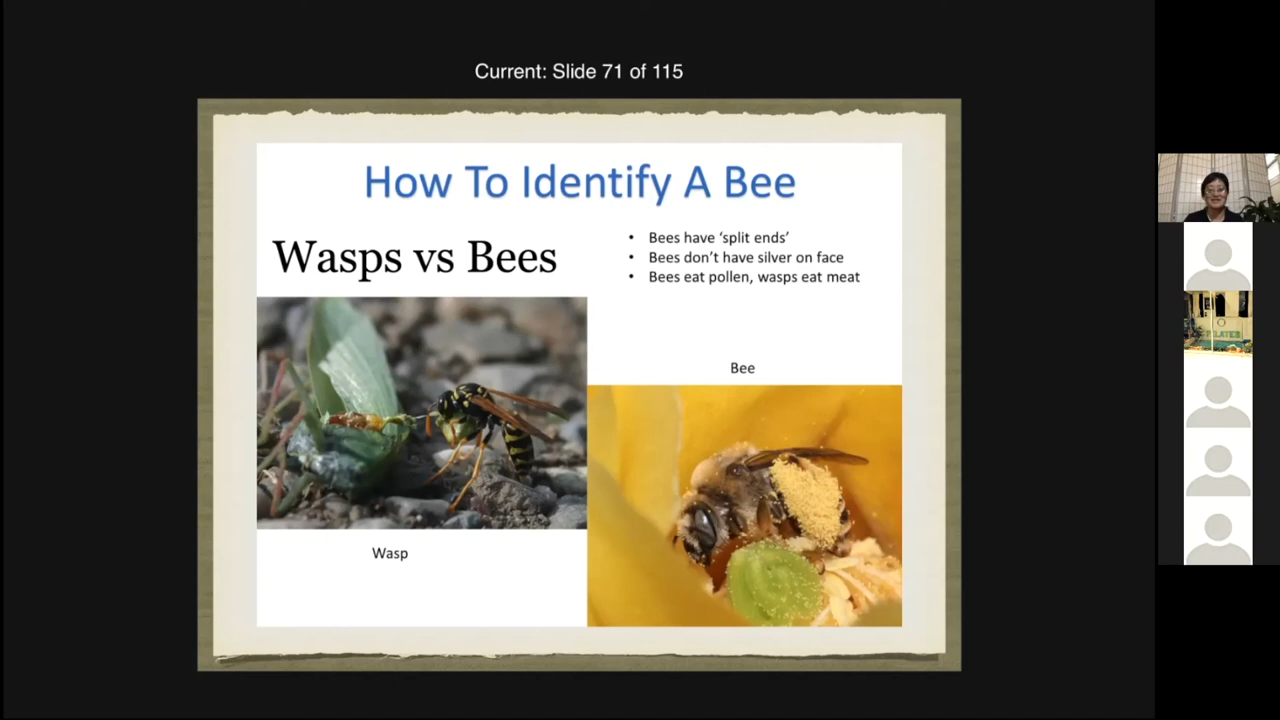 Current: Slide 71 of 115
How To Identify A Bee
Wasps vs Bees
• Bees have ‘split ends’
• Bees don’t have silver on face
• Bees eat pollen, wasps eat meat
Bee
Wasp